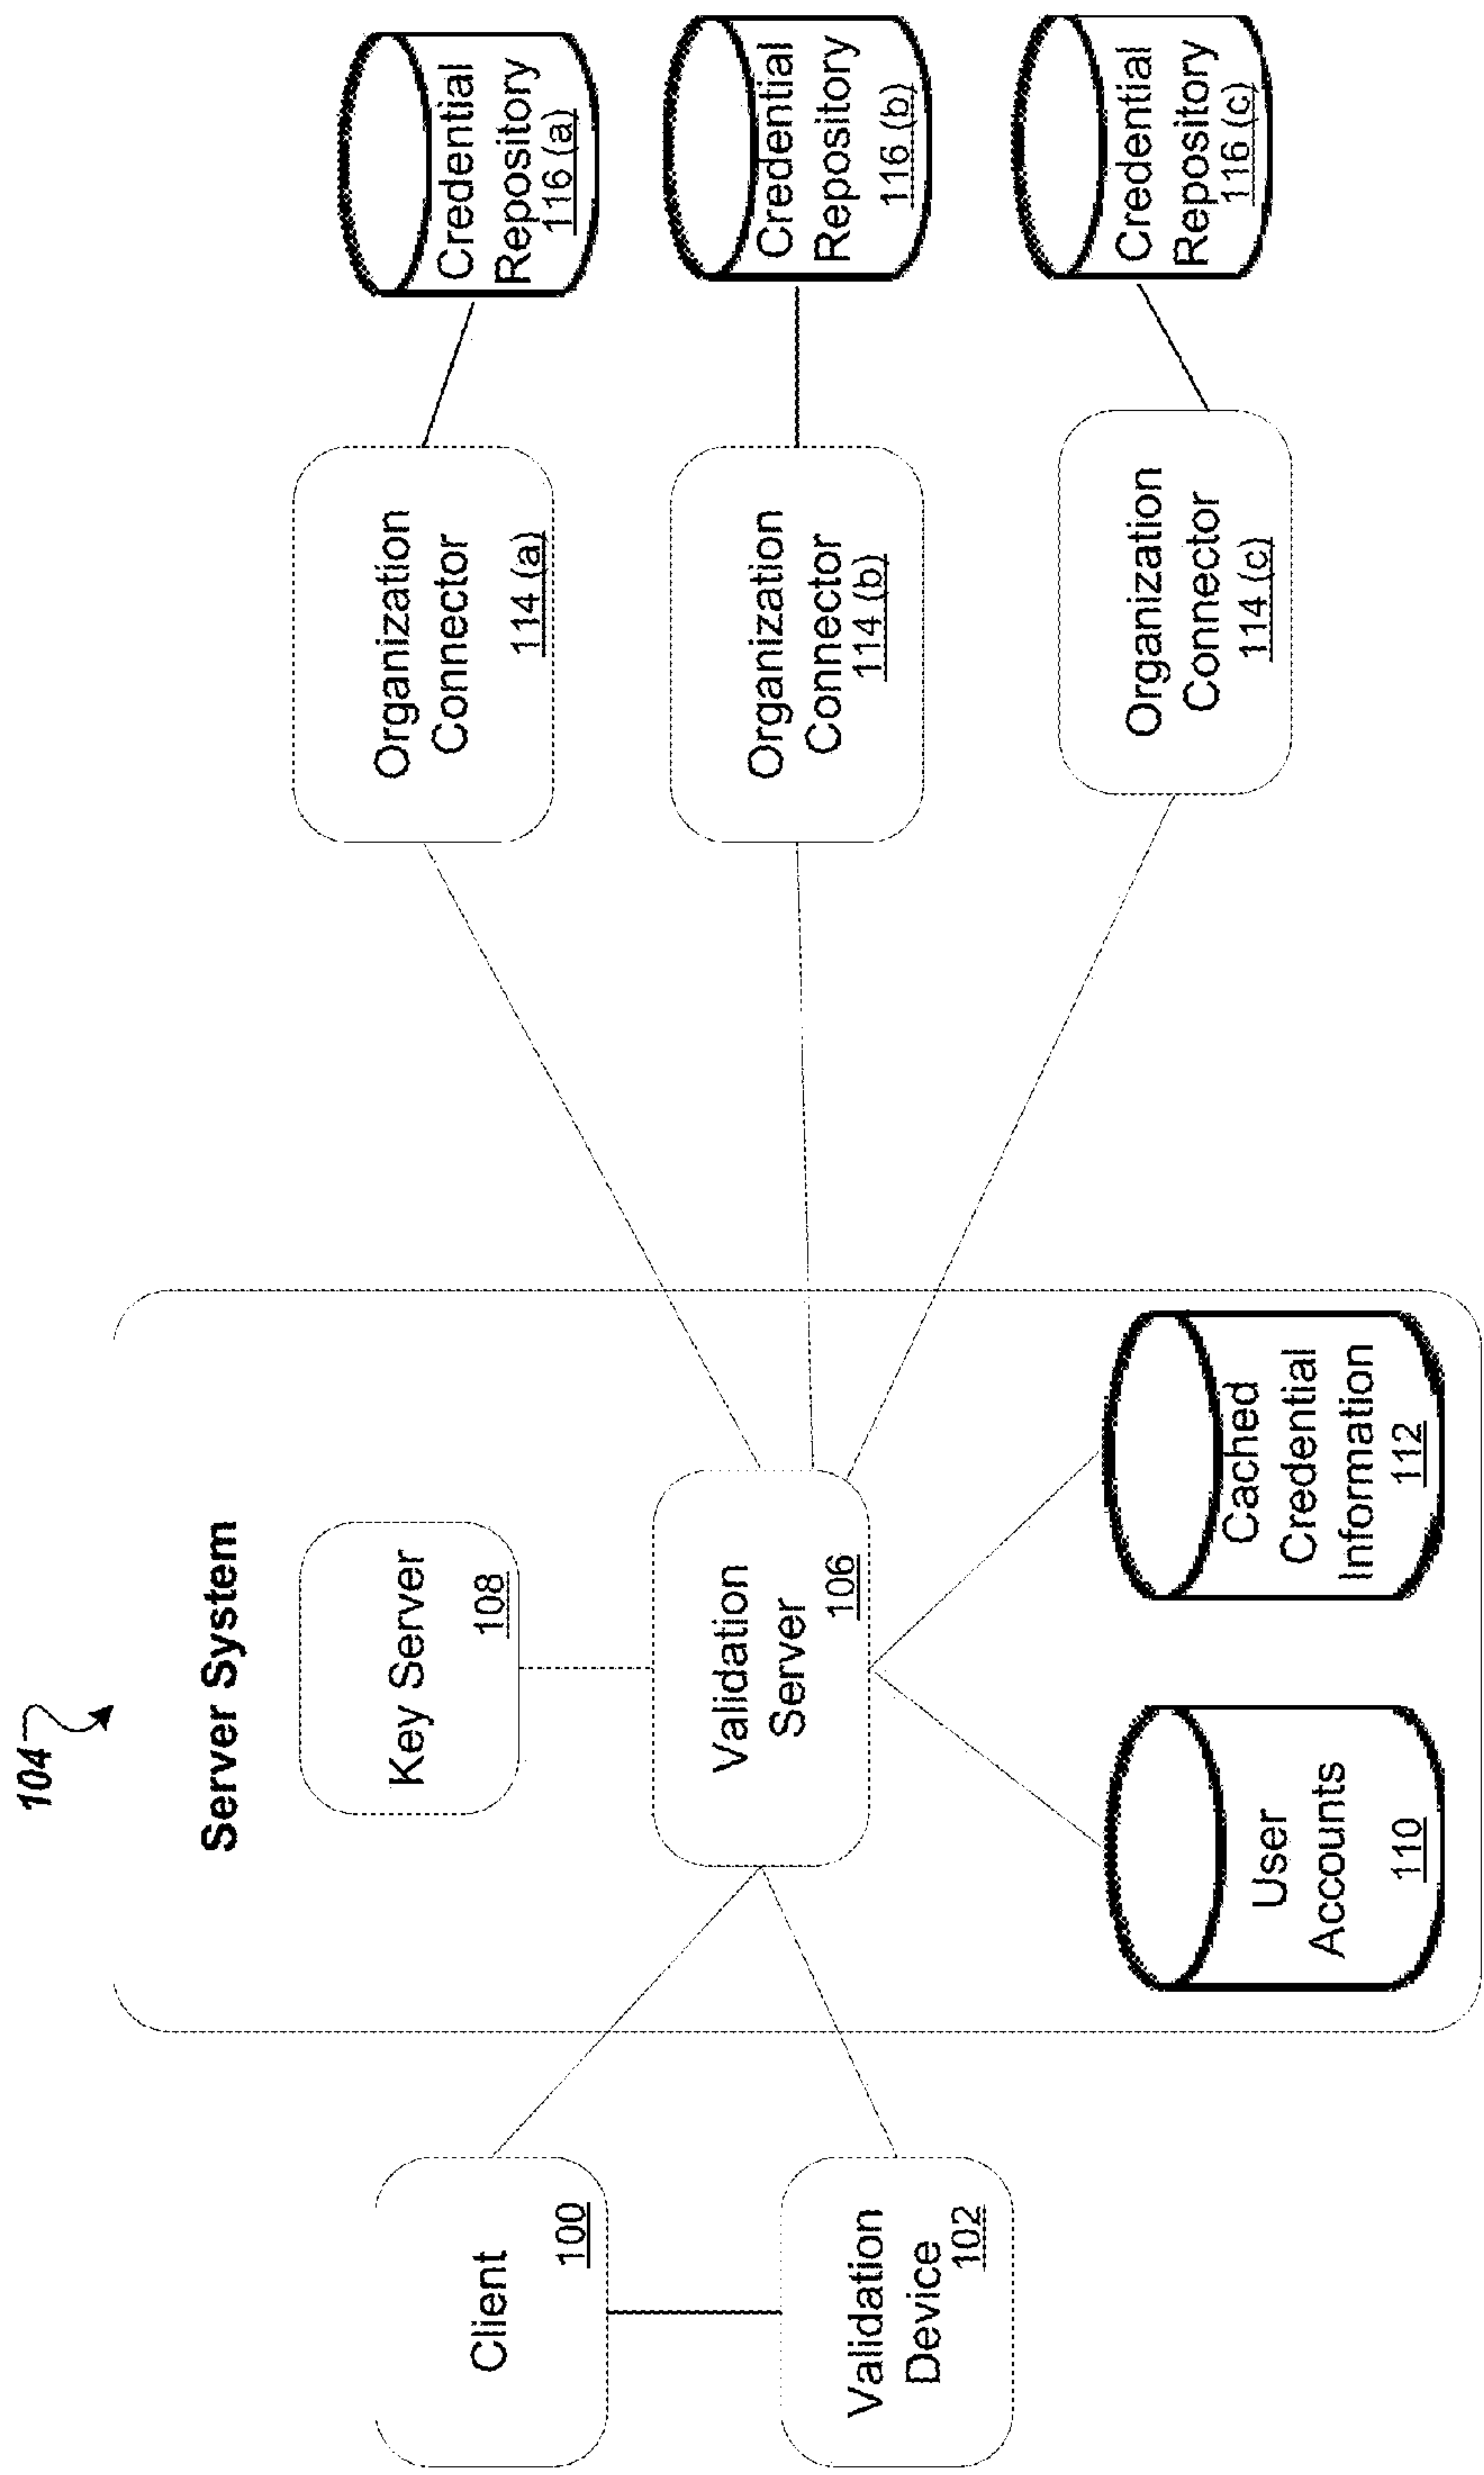 104
Server System
Client
100
Validation
Device
102
Key Server
108
Validation
Server
106
User
Accounts
110
Cached
Credential
Information
112
Organization
Connector
114 (a)
Organization
Connector
114 (b)
Organization
Connector
114 (c)
Credential
Repository
116 (a)
Credential
Repository
116 (b)
Credential
Repository
116 (c)